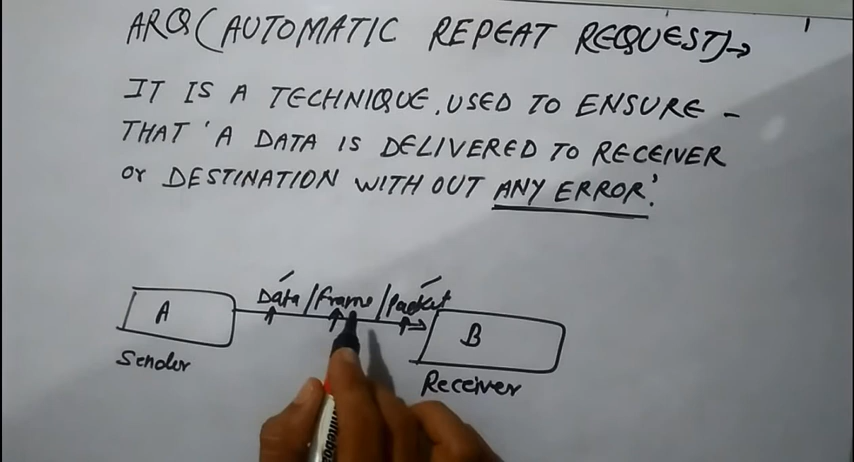 ARQ (AUTOMATIC REPEAT REQUEST)→
IT IS A TECHNIQUE, USED TO ENSURE -
THAT 'A DATA IS DELIVERED TO RECEIVER
or DESTINATION WITH OUT ANY ERROR'.
Data/Frame/Packet
A
B
Sender
Receiver